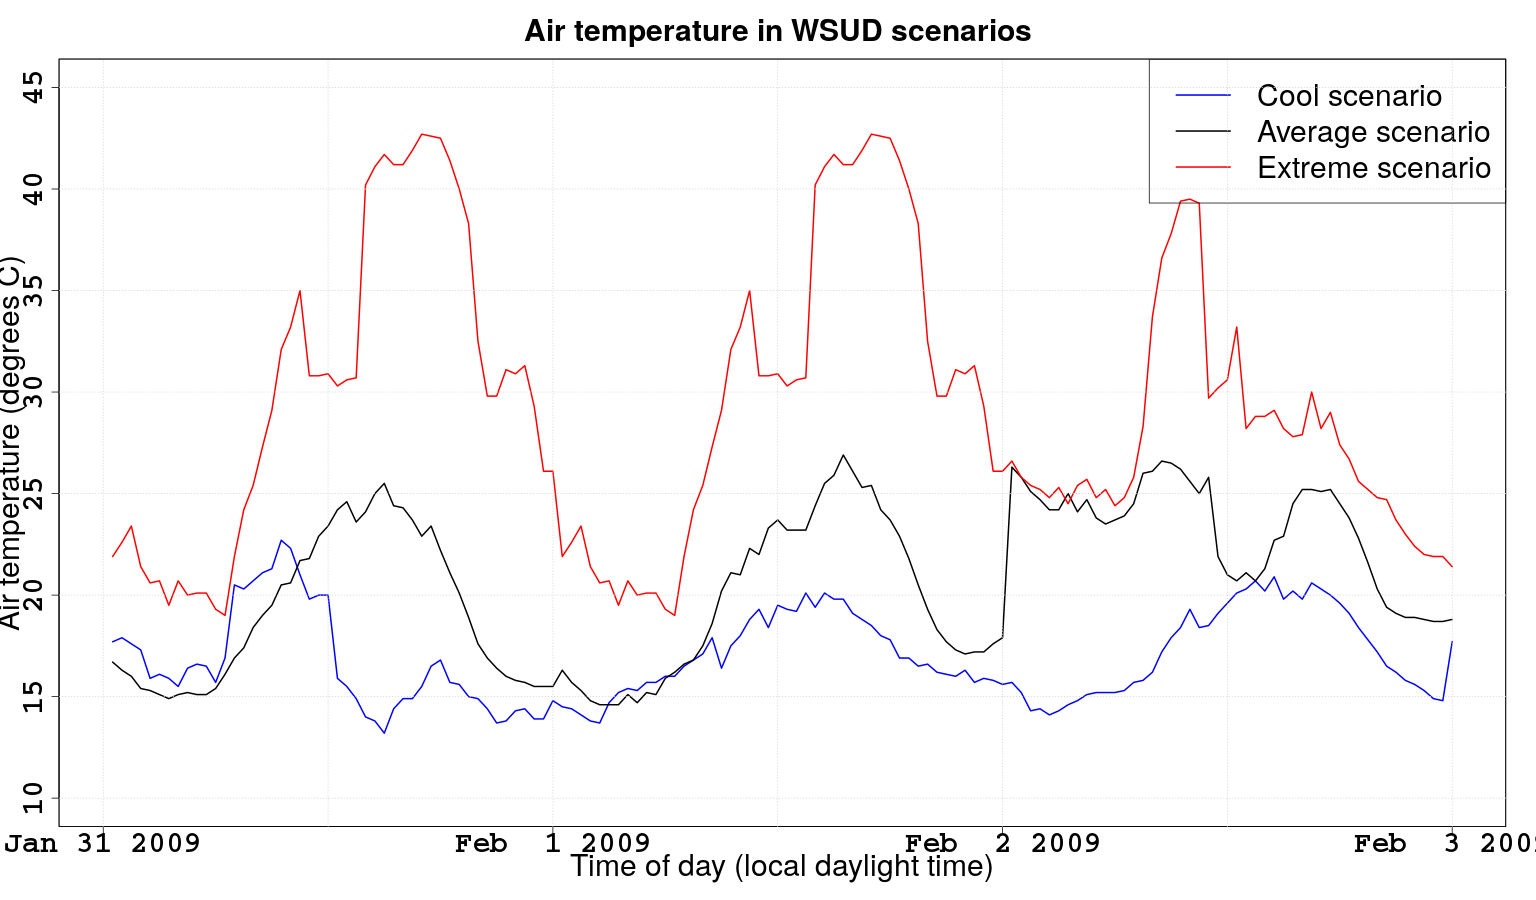 Air temperature in WSUD scenarios
Cool scenario
Average scenario
Extreme scenario
45
40
35
30
25
20
15
10
Air temperature (degrees C)
Jan 31 2009
Feb 1 2009
Feb 2 2009
Feb 3 2009
Time of day (local daylight time)